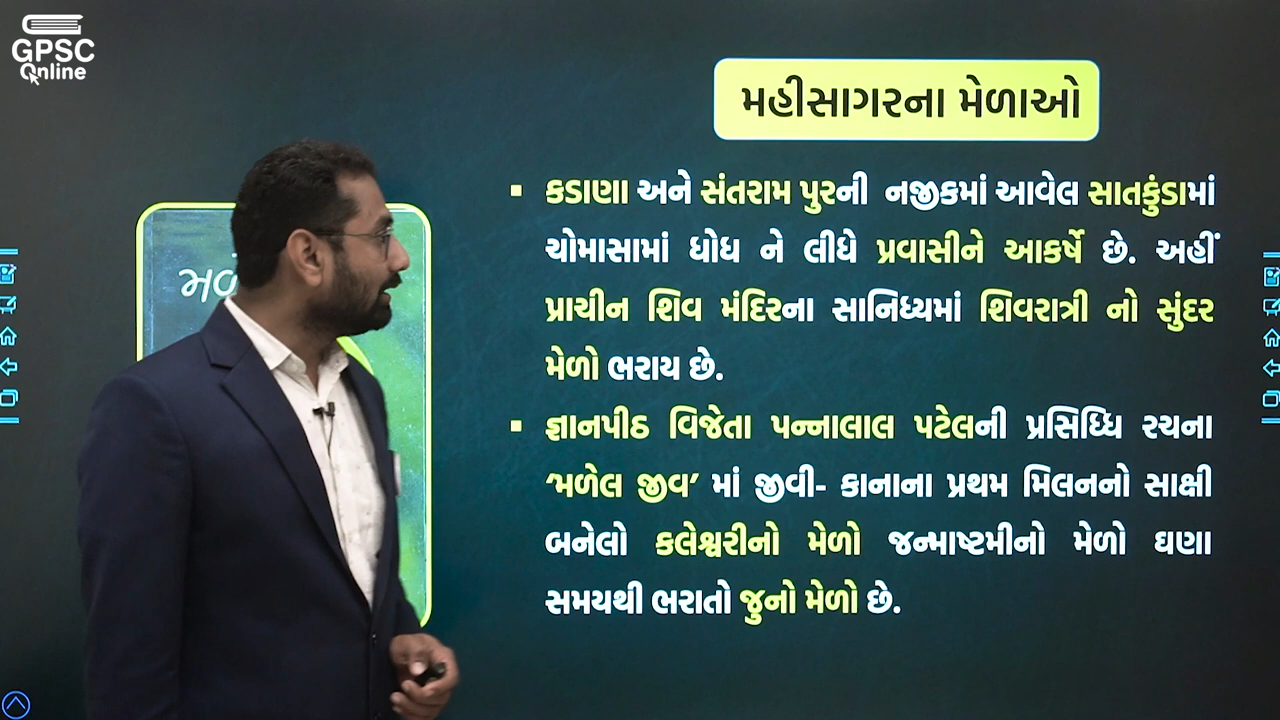 GPSC
Online
મહીસાગરના મેળાઓ
▪ કડાણા અને સંતરામ પુરની નજીકમાં આવેલ સાતકુંડામાં
ચોમાસામાં ધોધ ને લીધે પ્રવાસીને આકર્ષે છે. અહીં
પ્રાચીન શિવ મંદિરના સાનિધ્યમાં શિવરાત્રી નો સુંદર
મેળો ભરાય છે.
▪ જ્ઞાનપીઠ વિજેતા પન્નાલાલ પટેલની પ્રસિધ્ધિ રચના
‘મળેલ જીવ’ માં જીવી- કાનાના પ્રથમ મિલનનો સાક્ષી
બનેલો કલેશ્વરીનો મેળો જન્માષ્ટમીનો મેળો ઘણા
સમયથી ભરાતો જુનો મેળો છે.